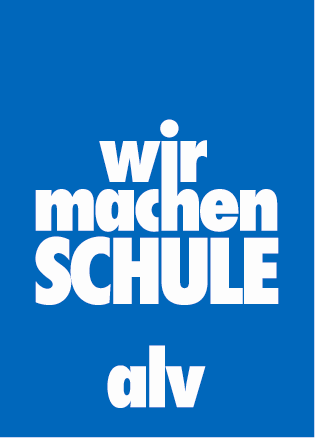 wir
machen
SCHULE
alv